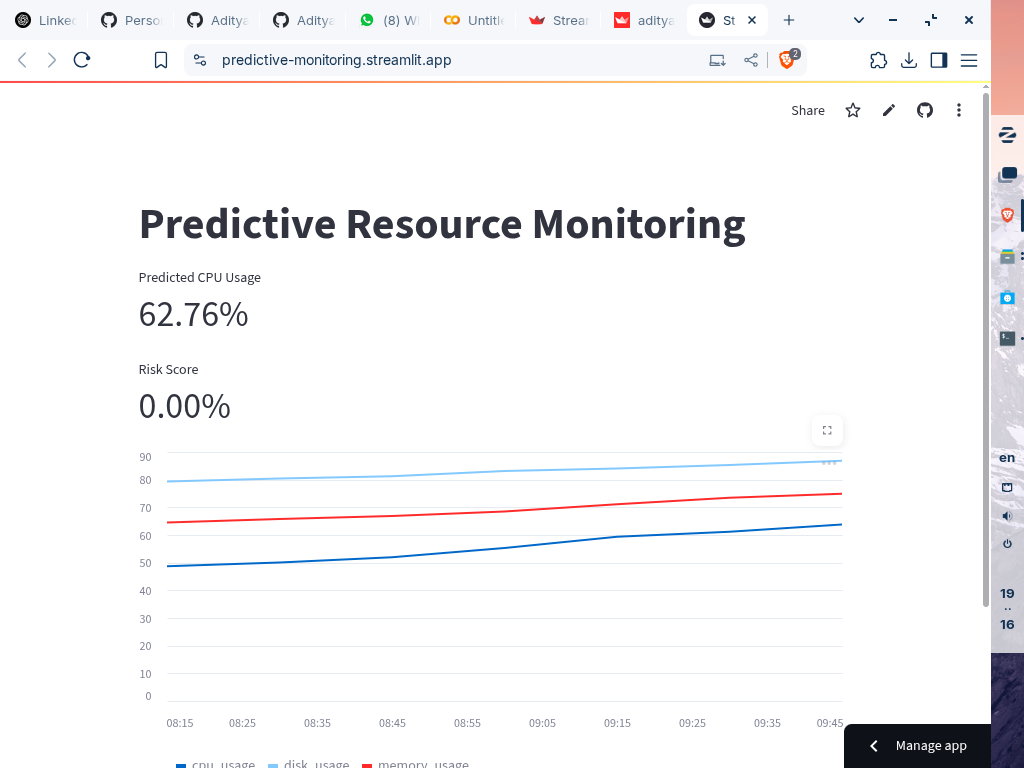 Linke
Perso
Aditya
Aditya
(8) W
Untitl
Strea
aditya
St
predictive-monitoring.streamlit.app
2
Share
Predictive Resource Monitoring
Predicted CPU Usage
62.76%
Risk Score
0.00%
90
80
70
60
50
40
30
20
10
0
08:15 08:25 08:35 08:45 08:55 09:05 09:15 09:25 09:35 09:45
cpu_usage disk_usage memory_usage
Manage app
en
19
..
16